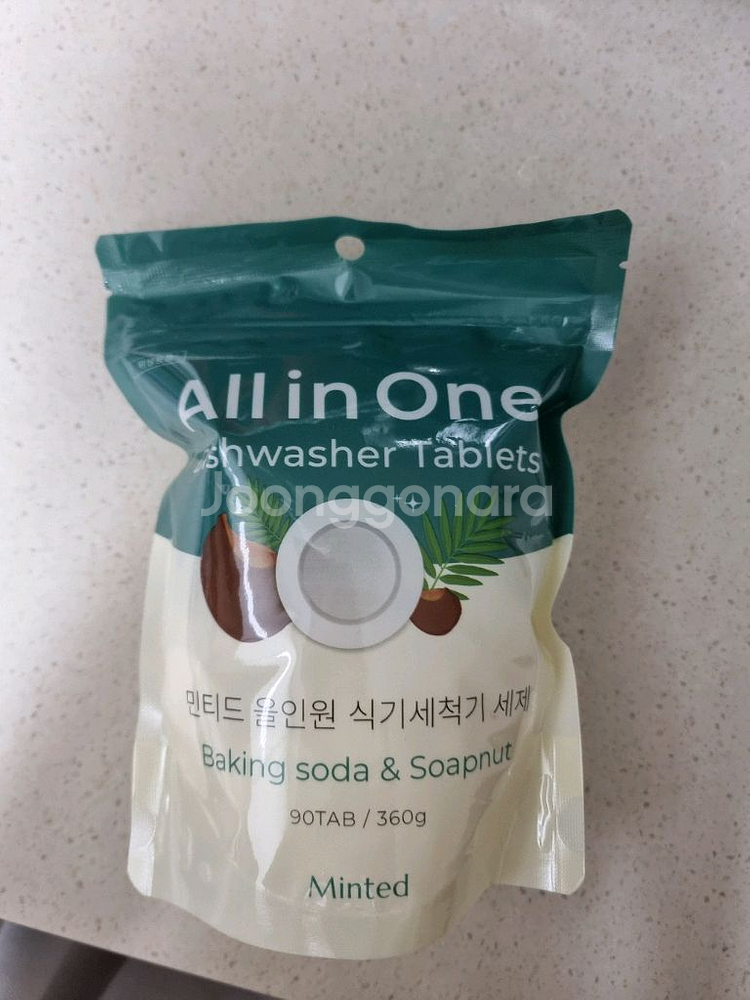 All in One
Dishwasher Tablets
Joonggonara
민티드 올인원 식기세척기 세제
Baking soda & Soapnut
90TAB / 360g
Minted